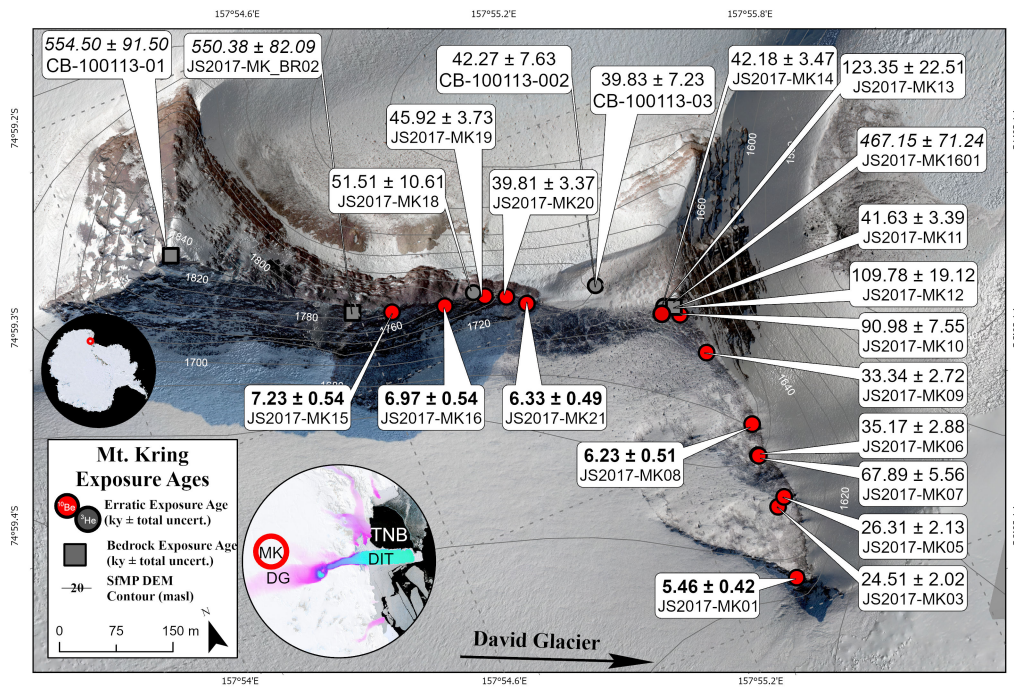 157°54.6'E
157°55.2'E
157°55.8'E
554.50 ± 91.50
CB-100113-01
550.38 ± 82.09
JS2017-MK_BR02
42.27 ± 7.63
CB-100113-002
39.83 ± 7.23
CB-100113-03
42.18 ± 3.47
JS2017-MK14
123.35 ± 22.51
JS2017-MK13
45.92 ± 3.73
JS2017-MK19
467.15 ± 71.24
JS2017-MK1601
51.51 ± 10.61
JS2017-MK18
39.81 ± 3.37
JS2017-MK20
41.63 ± 3.39
JS2017-MK11
109.78 ± 19.12
JS2017-MK12
90.98 ± 7.55
JS2017-MK10
33.34 ± 2.72
JS2017-MK09
7.23 ± 0.54
JS2017-MK15
6.97 ± 0.54
JS2017-MK16
6.33 ± 0.49
JS2017-MK21
35.17 ± 2.88
JS2017-MK06
6.23 ± 0.51
JS2017-MK08
67.89 ± 5.56
JS2017-MK07
26.31 ± 2.13
JS2017-MK05
24.51 ± 2.02
JS2017-MK03
5.46 ± 0.42
JS2017-MK01
74°59.2'S
74°59.3'S
74°59.4'S
1840
1820
1800
1780
1760
1720
1700
1660
1600
1640
1620
Mt. Kring
Exposure Ages
¹⁰Be
³He
Erratic Exposure Age
(ky ± total uncert.)
Bedrock Exposure Age
(ky ± total uncert.)
20
SfMP DEM
Contour (masl)
N
0 75 150 m
TNB
MK
DIT
DG
David Glacier
157°54'E
157°54.6'E
157°55.2'E